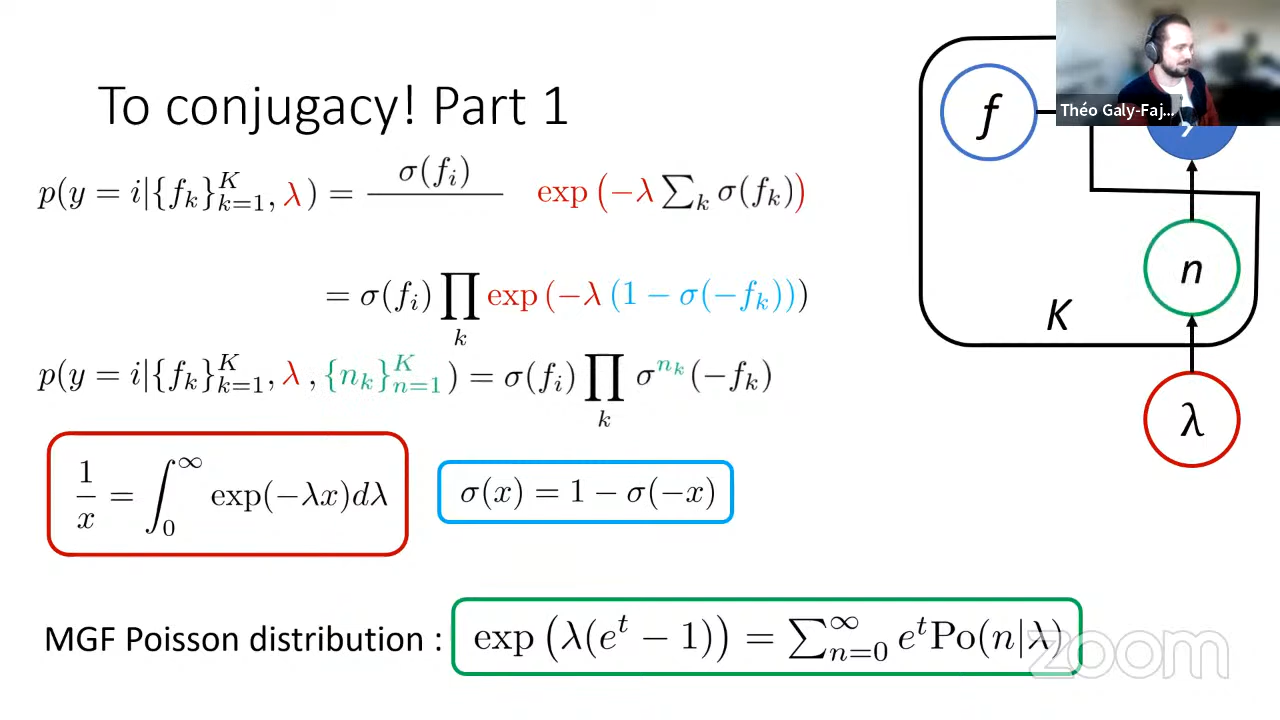 To conjugacy! Part 1
p(y = i|{f_k}_{k=1}^K, λ) = σ(f_i) exp(−λ ∑_k σ(f_k))
= σ(f_i) ∏_k exp(−λ (1 − σ(−f_k)))
p(y = i|{f_k}_{k=1}^K, λ, {n_k}_{n=1}^K) = σ(f_i) ∏_k σ^{n_k}(−f_k)
1/x = ∫_0^∞ exp(−λx)dλ
σ(x) = 1 − σ(−x)
MGF Poisson distribution : exp(λ(e^t − 1)) = ∑_{n=0}^∞ e^t Po(n|λ)
f
Théo Galy-Faj...
n
K
λ
zoom